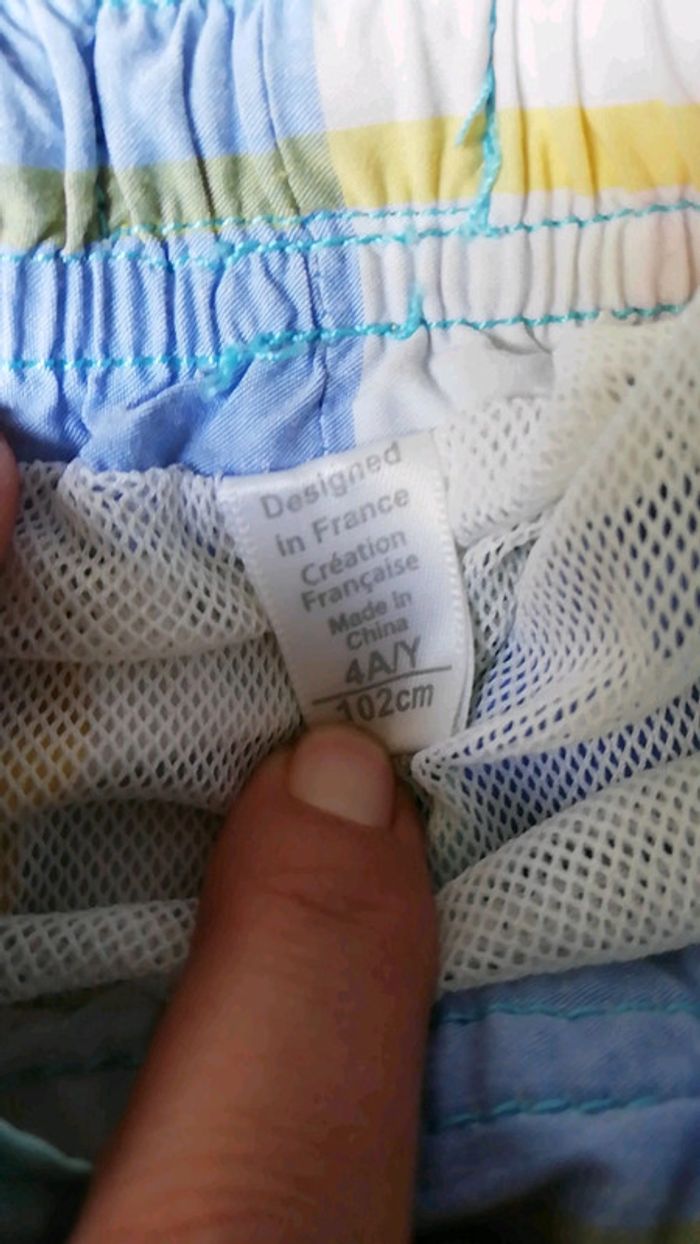 Designed
in France
Création
Française
Made in
China
4A/Y
102cm